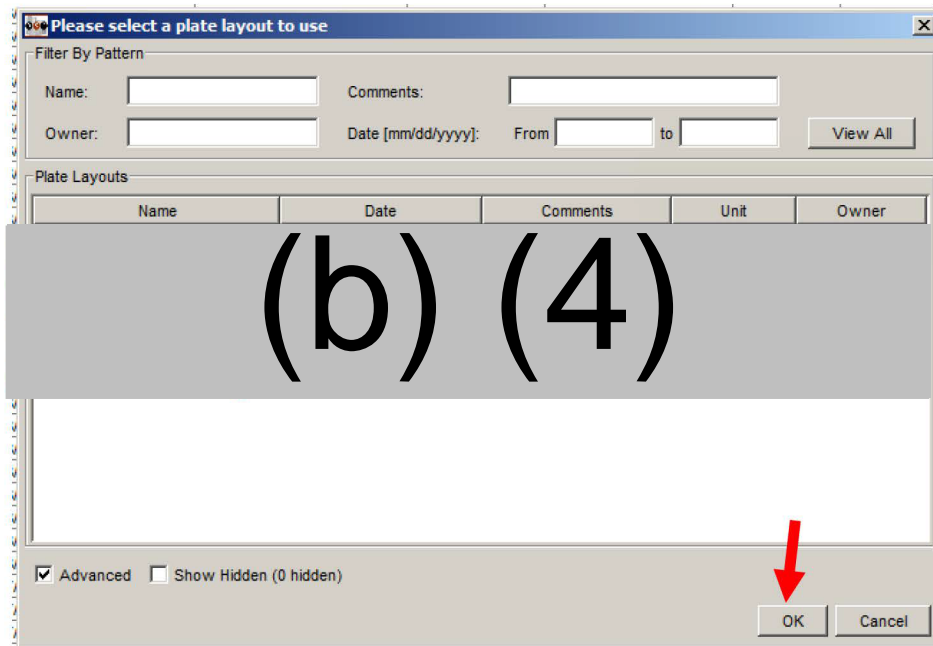 Please select a plate layout to use
Filter By Pattern
Name: Comments:
Owner: Date [mm/dd/yyyy]: From to View All
Plate Layouts
Name Date Comments Unit Owner
(b) (4)
Advanced Show Hidden (0 hidden)
OK Cancel